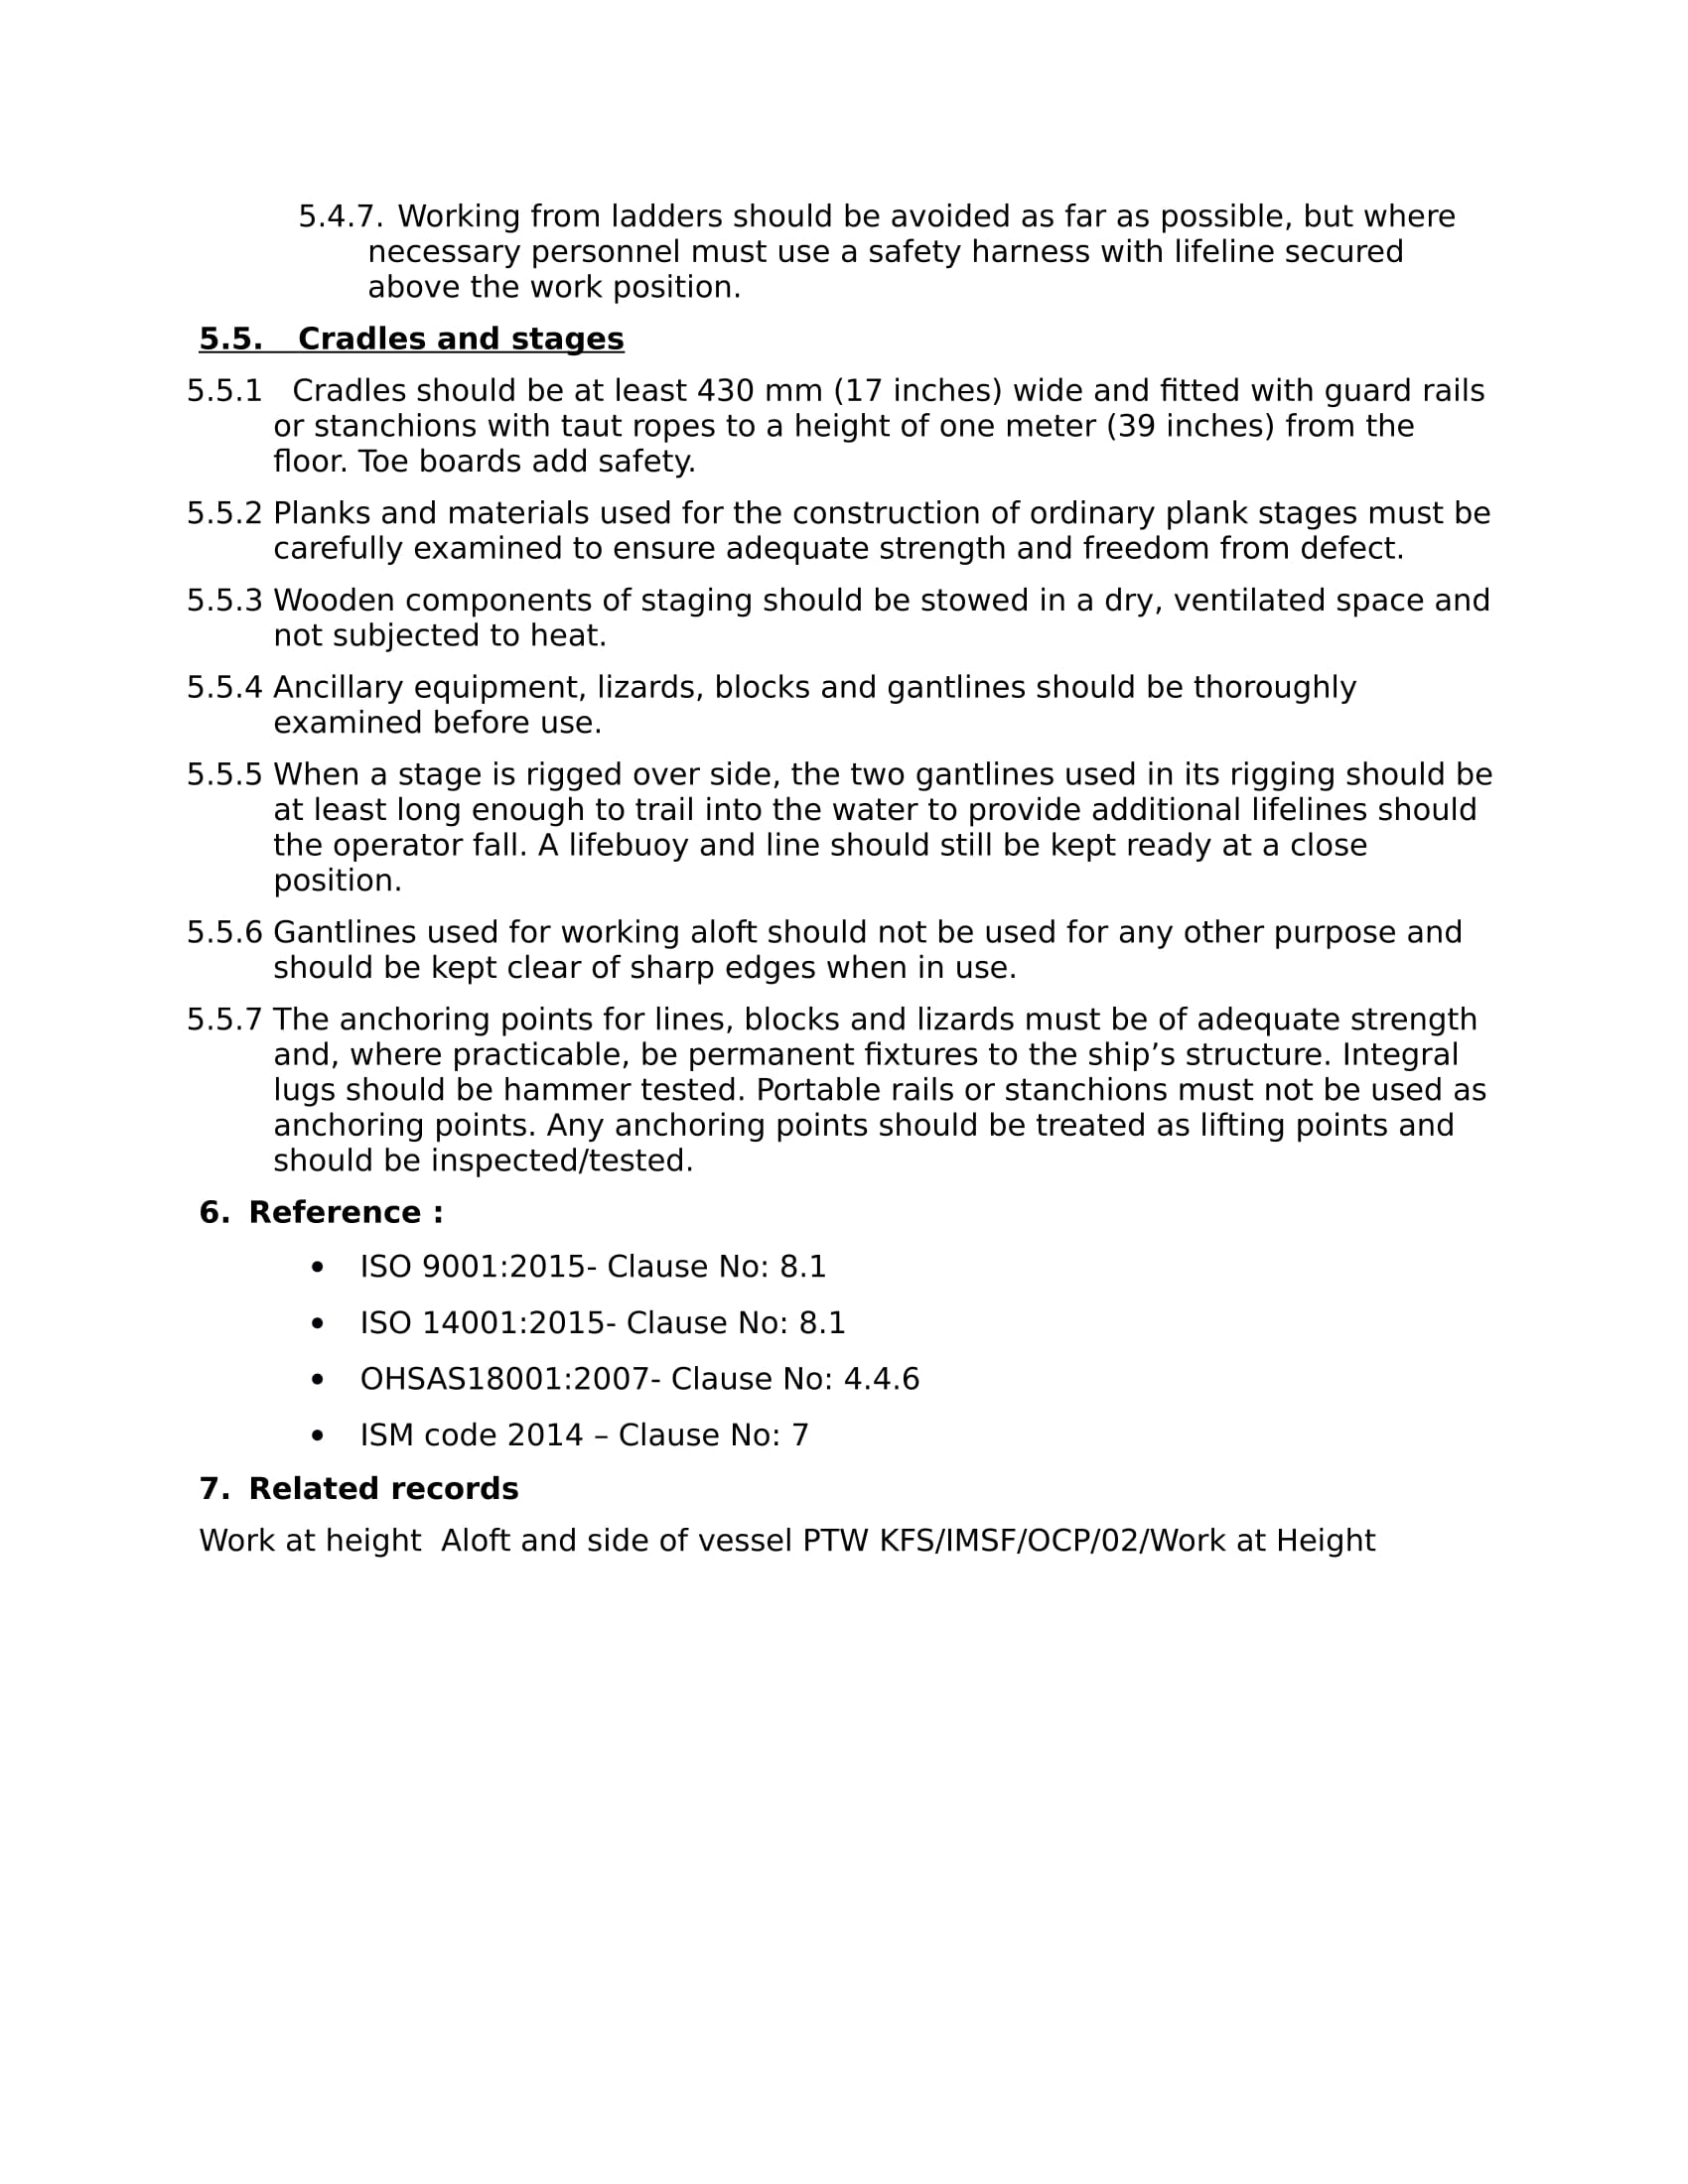 5.4.7. Working from ladders should be avoided as far as possible, but where
necessary personnel must use a safety harness with lifeline secured
above the work position.
5.5. Cradles and stages
5.5.1 Cradles should be at least 430 mm (17 inches) wide and fitted with guard rails
or stanchions with taut ropes to a height of one meter (39 inches) from the
floor. Toe boards add safety.
5.5.2 Planks and materials used for the construction of ordinary plank stages must be
carefully examined to ensure adequate strength and freedom from defect.
5.5.3 Wooden components of staging should be stowed in a dry, ventilated space and
not subjected to heat.
5.5.4 Ancillary equipment, lizards, blocks and gantlines should be thoroughly
examined before use.
5.5.5 When a stage is rigged over side, the two gantlines used in its rigging should be
at least long enough to trail into the water to provide additional lifelines should
the operator fall. A lifebuoy and line should still be kept ready at a close
position.
5.5.6 Gantlines used for working aloft should not be used for any other purpose and
should be kept clear of sharp edges when in use.
5.5.7 The anchoring points for lines, blocks and lizards must be of adequate strength
and, where practicable, be permanent fixtures to the ship’s structure. Integral
lugs should be hammer tested. Portable rails or stanchions must not be used as
anchoring points. Any anchoring points should be treated as lifting points and
should be inspected/tested.
6. Reference :
• ISO 9001:2015- Clause No: 8.1
• ISO 14001:2015- Clause No: 8.1
• OHSAS18001:2007- Clause No: 4.4.6
• ISM code 2014 – Clause No: 7
7. Related records
Work at height  Aloft and side of vessel PTW KFS/IMSF/OCP/02/Work at Height